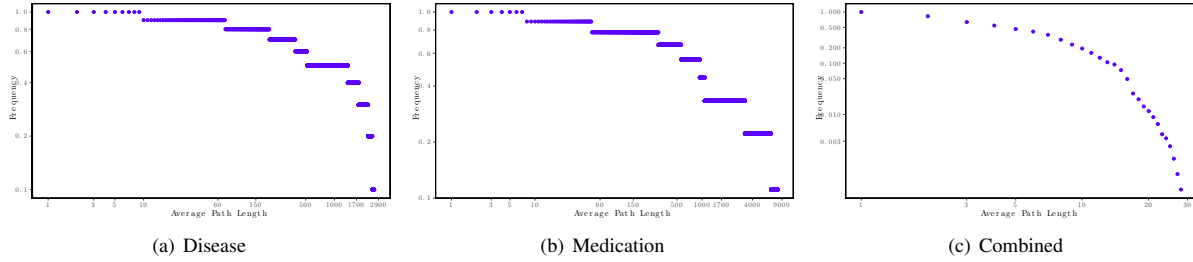 1.0
0.8
0.6
0.4
0.2
0.1
Frequency
1 3 5 10 60 150 500 1000 1700 2900
Average Path Length
(a) Disease
1.0
0.8
0.6
0.4
0.2
0.1
Frequency
1 3 5 10 60 150 500 1000 1700 4000 9000
Average Path Length
(b) Medication
1.000
0.500
0.100
0.050
0.010
0.003
Frequency
1 3 5 10 20 30
Average Path Length
(c) Combined